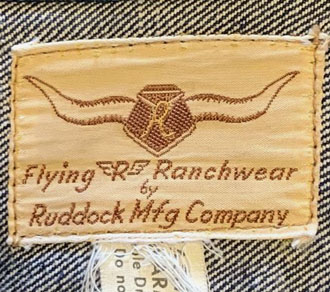 R
Flying R Ranchwear
by
Ruddock Mfg Company